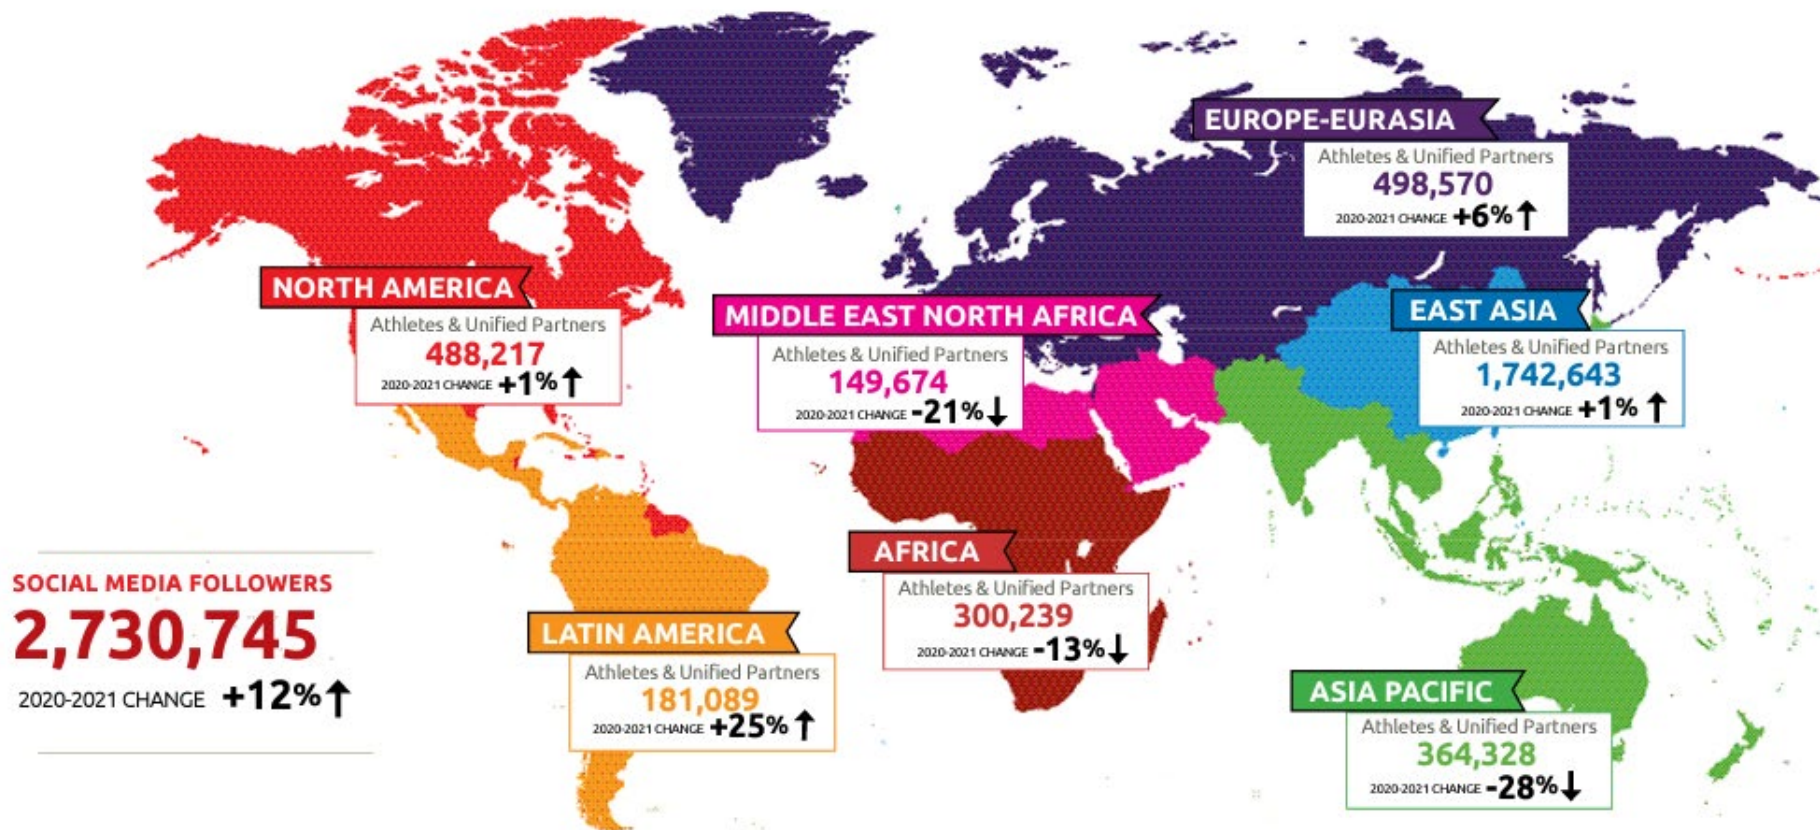 EUROPE-EURASIA
Athletes & Unified Partners
498,570
2020-2021 CHANGE +6%
NORTH AMERICA
Athletes & Unified Partners
488,217
2020-2021 CHANGE +1%
MIDDLE EAST NORTH AFRICA
Athletes & Unified Partners
149,674
2020-2021 CHANGE -21%
EAST ASIA
Athletes & Unified Partners
1,742,643
2020-2021 CHANGE +1%
AFRICA
Athletes & Unified Partners
300,239
2020-2021 CHANGE -13%
SOCIAL MEDIA FOLLOWERS
2,730,745
2020-2021 CHANGE +12%
LATIN AMERICA
Athletes & Unified Partners
181,089
2020-2021 CHANGE +25%
ASIA PACIFIC
Athletes & Unified Partners
364,328
2020-2021 CHANGE -28%